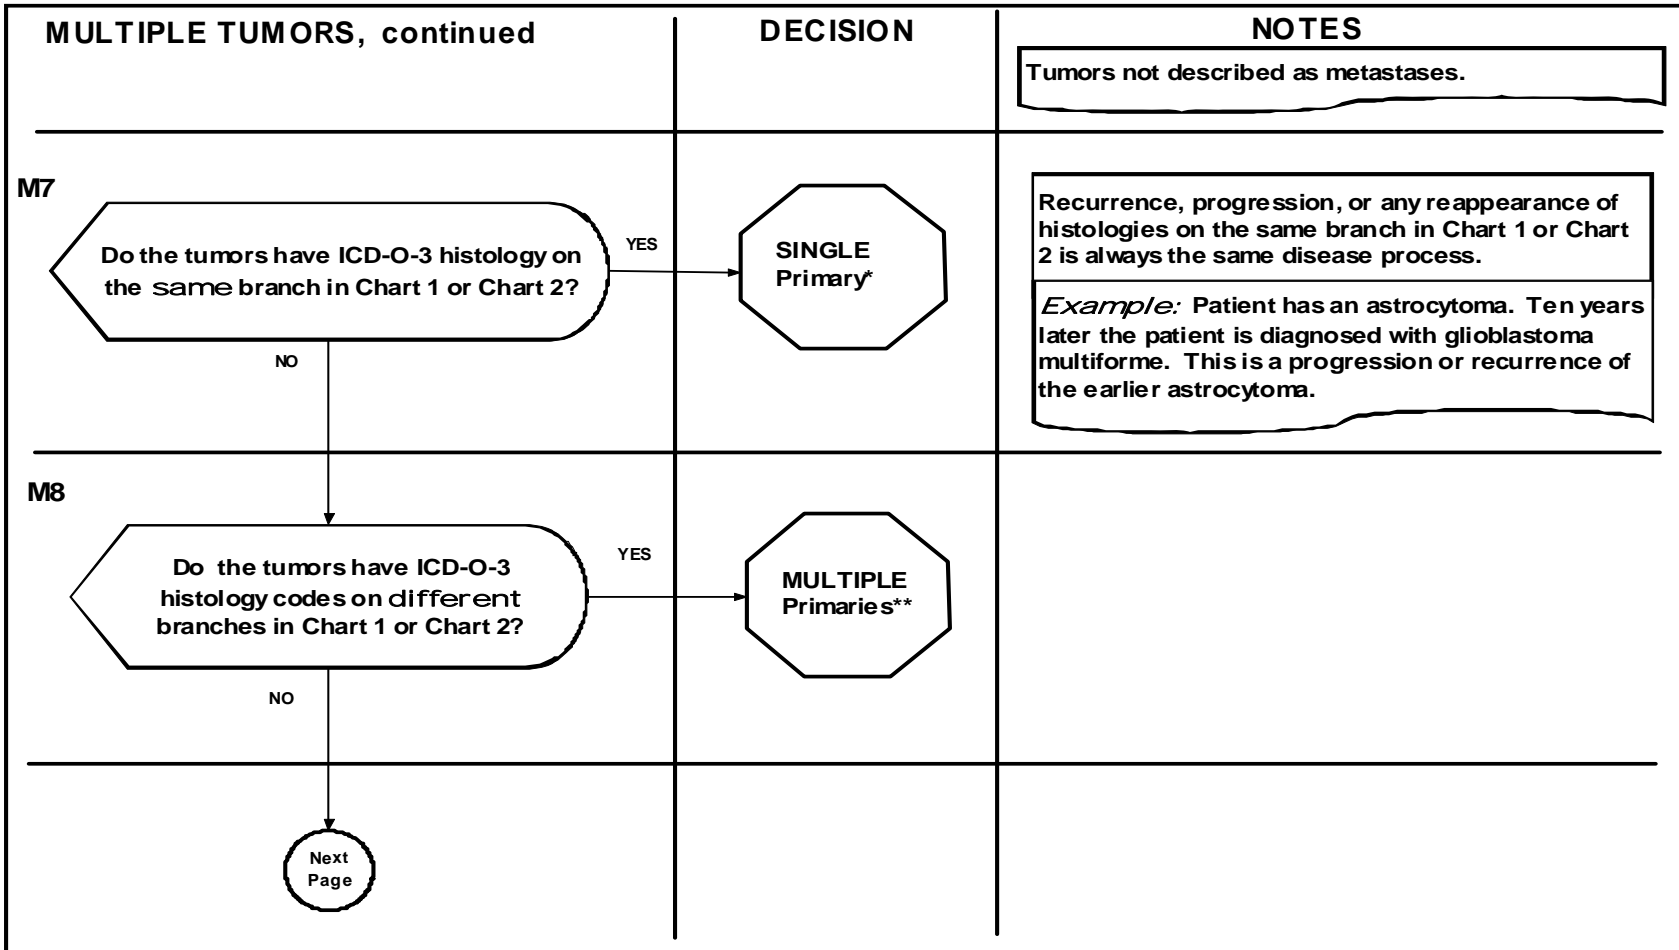 MULTIPLE TUMORS, continued
DECISION
NOTES
Tumors not described as metastases.
M7
Do the tumors have ICD-O-3 histology on
the same branch in Chart 1 or Chart 2?
YES
SINGLE
Primary*
Recurrence, progression, or any reappearance of
histologies on the same branch in Chart 1 or Chart
2 is always the same disease process.
Example: Patient has an astrocytoma. Ten years
later the patient is diagnosed with glioblastoma
multiforme. This is a progression or recurrence of
the earlier astrocytoma.
NO
M8
Do the tumors have ICD-O-3
histology codes on different
branches in Chart 1 or Chart 2?
YES
MULTIPLE
Primaries**
NO
Next
Page